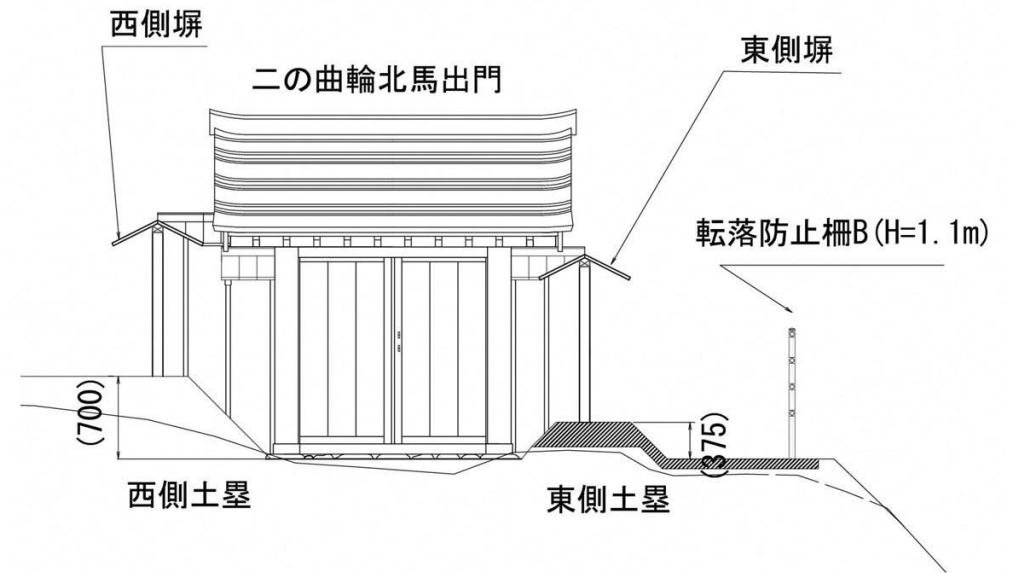 西側塀
東側塀
二の曲輪北馬出門
転落防止柵B(H=1.1m)
(700)
(375)
西側土塁
東側土塁